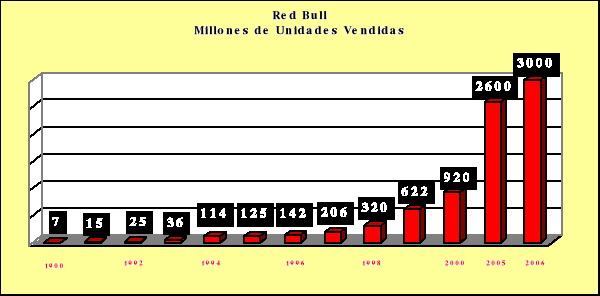 Red Bull
Millones de Unidades Vendidas
7 15 25 36 114 125 142 206 320 622 920 2600 3000
1900 1992 1994 1996 1998 2000 2005 2006